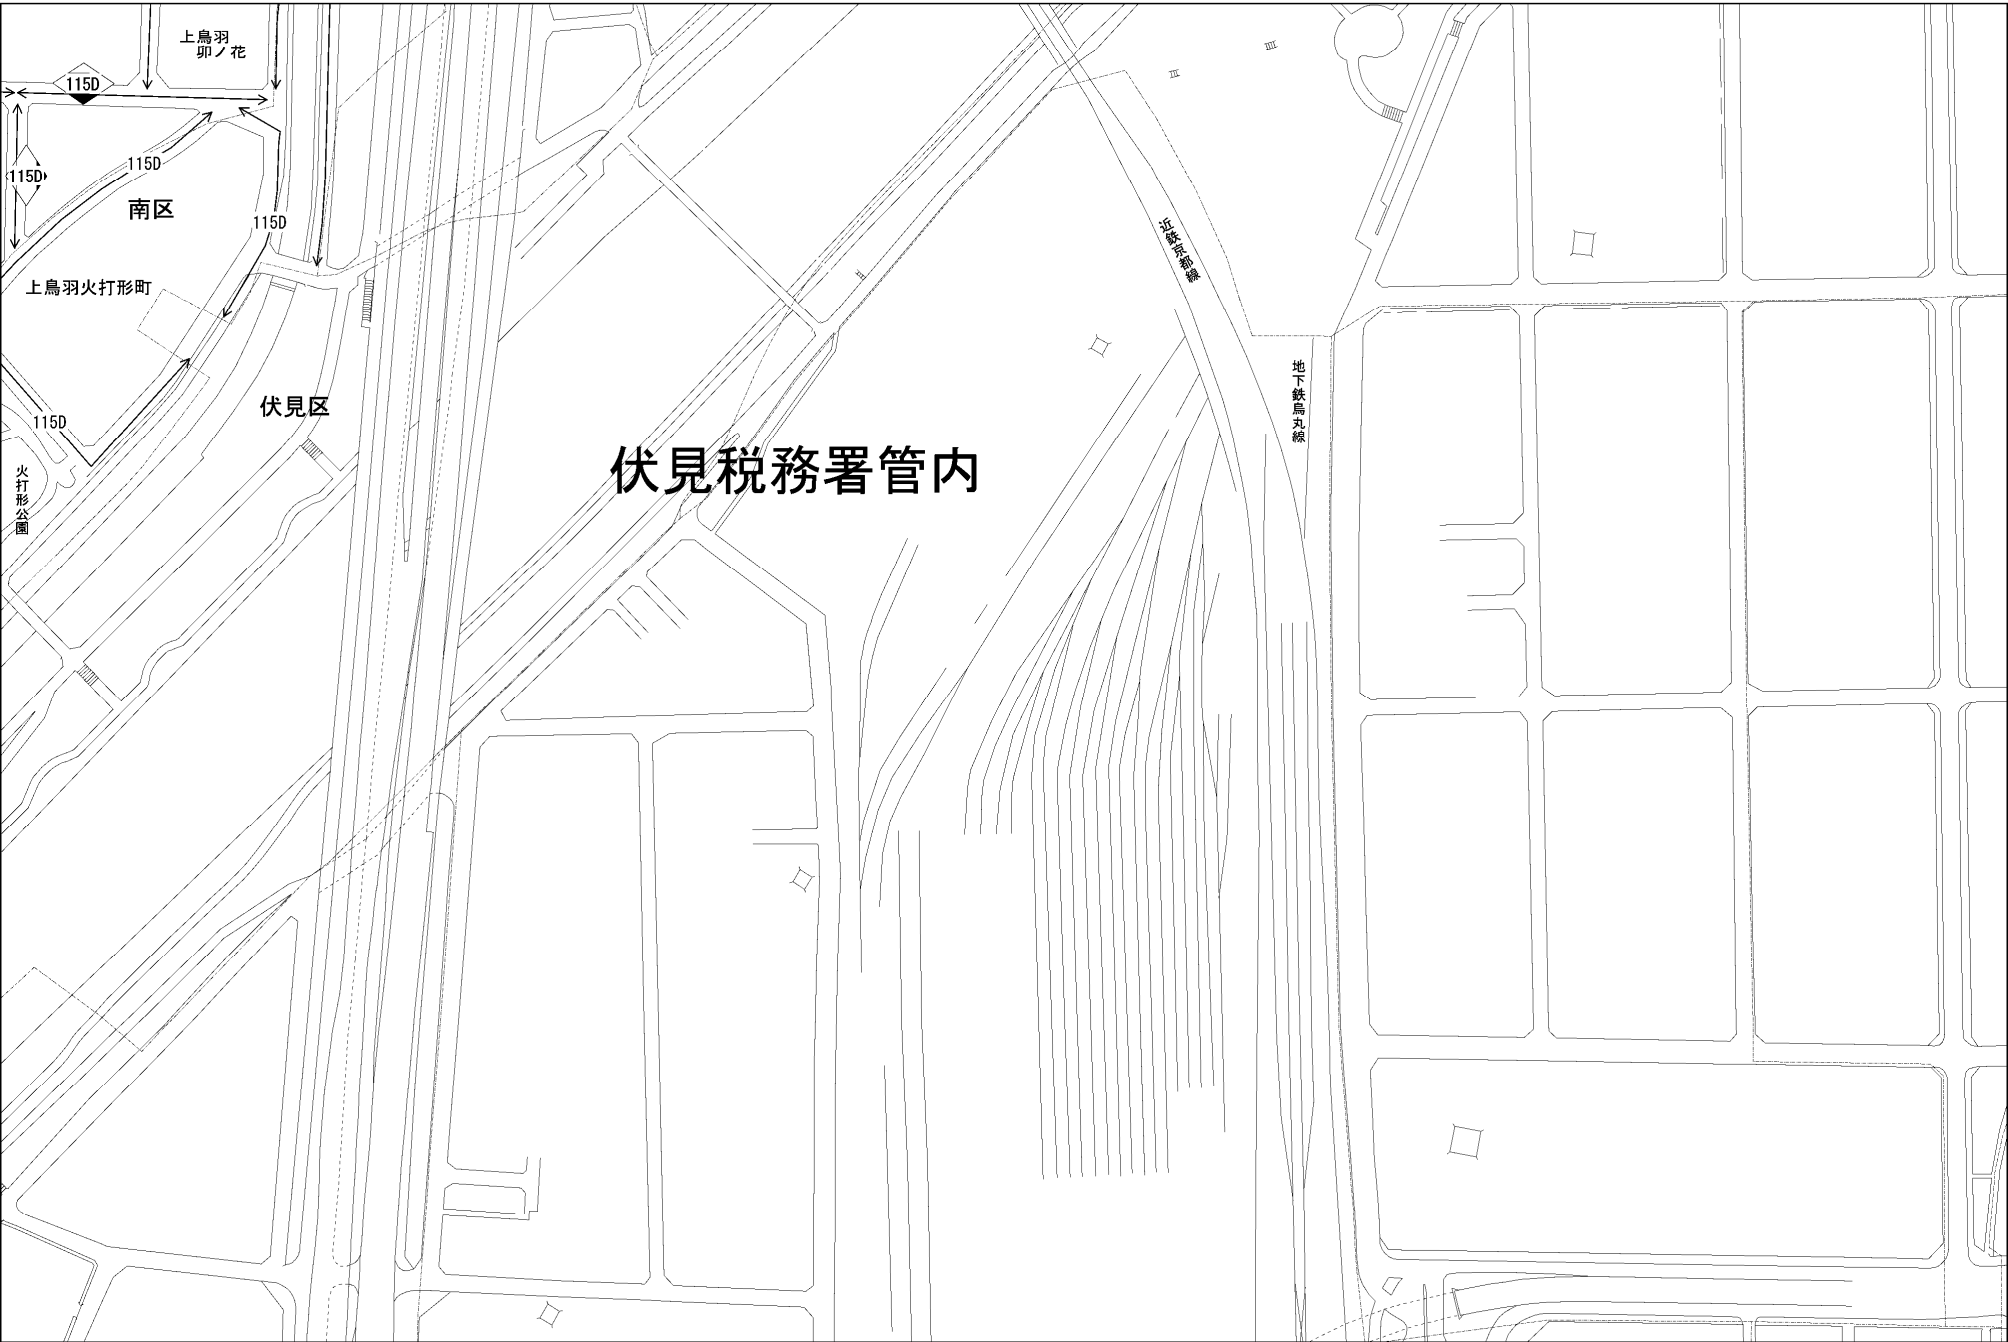 上鳥羽
卯ノ花
115D
115D
115D
南区
115D
近鉄京都線
上鳥羽火打形町
地下鉄烏丸線
伏見区
115D
火打形公園
伏見税務署管内